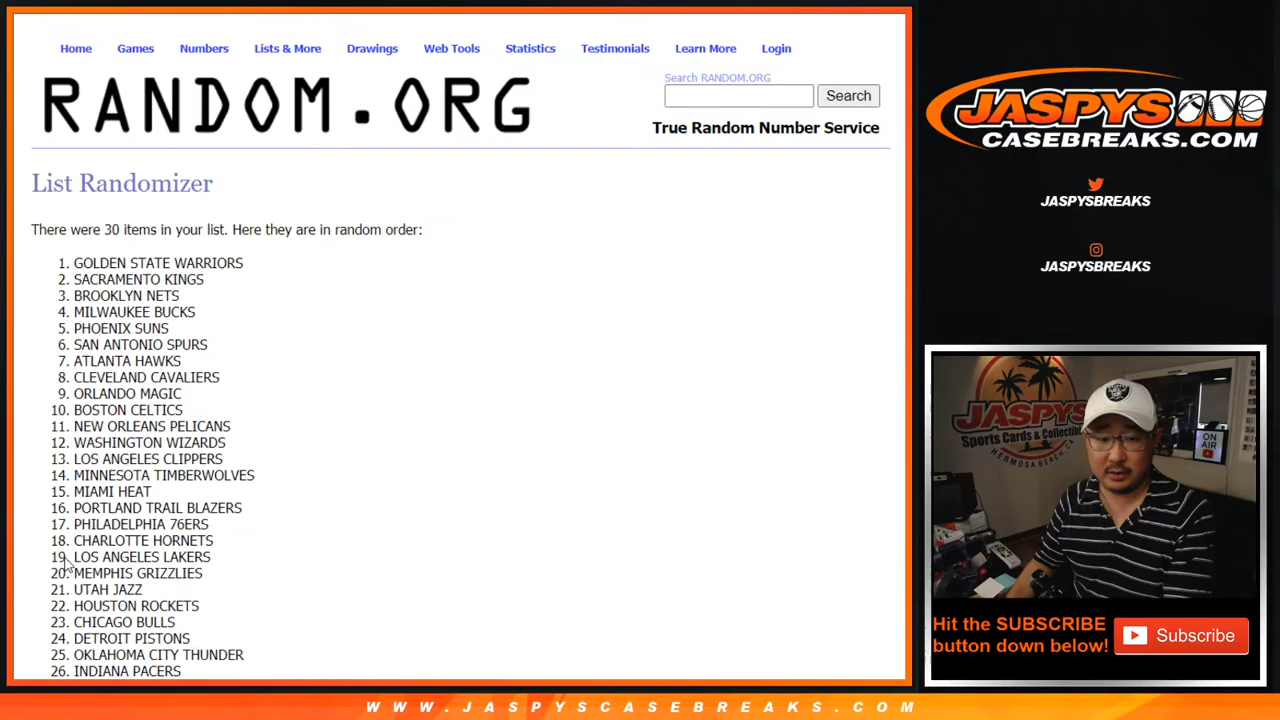 Home Games Numbers Lists & More Drawings Web Tools Statistics Testimonials Learn More Login
RANDOM.ORG
Search RANDOM.ORG
Search
True Random Number Service
List Randomizer
There were 30 items in your list. Here they are in random order:
1. GOLDEN STATE WARRIORS
2. SACRAMENTO KINGS
3. BROOKLYN NETS
4. MILWAUKEE BUCKS
5. PHOENIX SUNS
6. SAN ANTONIO SPURS
7. ATLANTA HAWKS
8. CLEVELAND CAVALIERS
9. ORLANDO MAGIC
10. BOSTON CELTICS
11. NEW ORLEANS PELICANS
12. WASHINGTON WIZARDS
13. LOS ANGELES CLIPPERS
14. MINNESOTA TIMBERWOLVES
15. MIAMI HEAT
16. PORTLAND TRAIL BLAZERS
17. PHILADELPHIA 76ERS
18. CHARLOTTE HORNETS
19. LOS ANGELES LAKERS
20. MEMPHIS GRIZZLIES
21. UTAH JAZZ
22. HOUSTON ROCKETS
23. CHICAGO BULLS
24. DETROIT PISTONS
25. OKLAHOMA CITY THUNDER
26. INDIANA PACERS
JASPYS
CASEBREAKS.COM
JASPYSBREAKS
JASPYSBREAKS
JASPYS
Sports Cards & Collectibl
HERMOSA BEACH, CA
ON
AIR
Hit the SUBSCRIBE
button down below!
Subscribe
WWW.JASPYSCASEBREAKS.COM